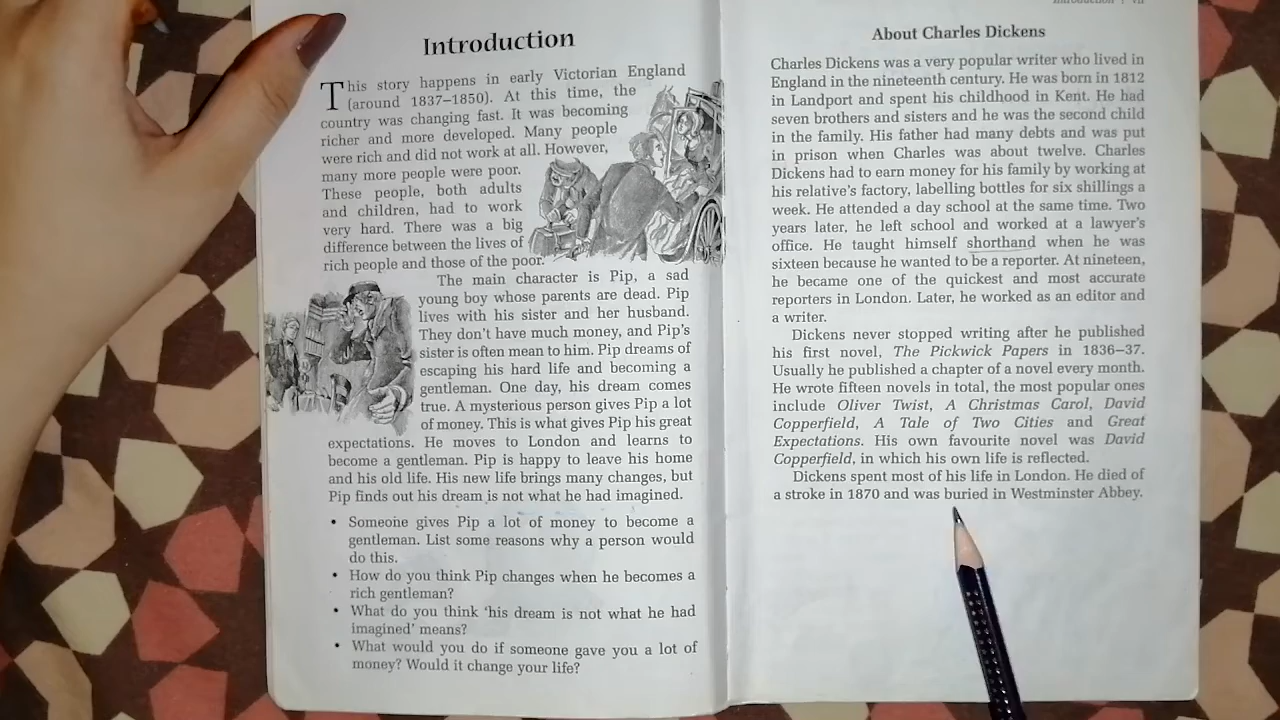 Introduction
This story happens in early Victorian England
(around 1837–1850). At this time, the
country was changing fast. It was becoming
richer and more developed. Many people
were rich and did not work at all. However,
many more people were poor.
These people, both adults
and children, had to work
very hard. There was a big
difference between the lives of
rich people and those of the poor.
The main character is Pip, a sad
young boy whose parents are dead. Pip
lives with his sister and her husband.
They don't have much money, and Pip's
sister is often mean to him. Pip dreams of
escaping his hard life and becoming a
gentleman. One day, his dream comes
true. A mysterious person gives Pip a lot
of money. This is what gives Pip his great
expectations. He moves to London and learns to
become a gentleman. Pip is happy to leave his home
and his old life. His new life brings many changes, but
Pip finds out his dream is not what he had imagined.
• Someone gives Pip a lot of money to become a
gentleman. List some reasons why a person would
do this.
• How do you think Pip changes when he becomes a
rich gentleman?
• What do you think ‘his dream is not what he had
imagined’ means?
• What would you do if someone gave you a lot of
money? Would it change your life?
About Charles Dickens
Charles Dickens was a very popular writer who lived in
England in the nineteenth century. He was born in 1812
in Landport and spent his childhood in Kent. He had
seven brothers and sisters and he was the second child
in the family. His father had many debts and was put
in prison when Charles was about twelve. Charles
Dickens had to earn money for his family by working at
his relative's factory, labelling bottles for six shillings a
week. He attended a day school at the same time. Two
years later, he left school and worked at a lawyer's
office. He taught himself shorthand when he was
sixteen because he wanted to be a reporter. At nineteen,
he became one of the quickest and most accurate
reporters in London. Later, he worked as an editor and
a writer.
Dickens never stopped writing after he published
his first novel, The Pickwick Papers in 1836–37.
Usually he published a chapter of a novel every month.
He wrote fifteen novels in total, the most popular ones
include Oliver Twist, A Christmas Carol, David
Copperfield, A Tale of Two Cities and Great
Expectations. His own favourite novel was David
Copperfield, in which his own life is reflected.
Dickens spent most of his life in London. He died of
a stroke in 1870 and was buried in Westminster Abbey.